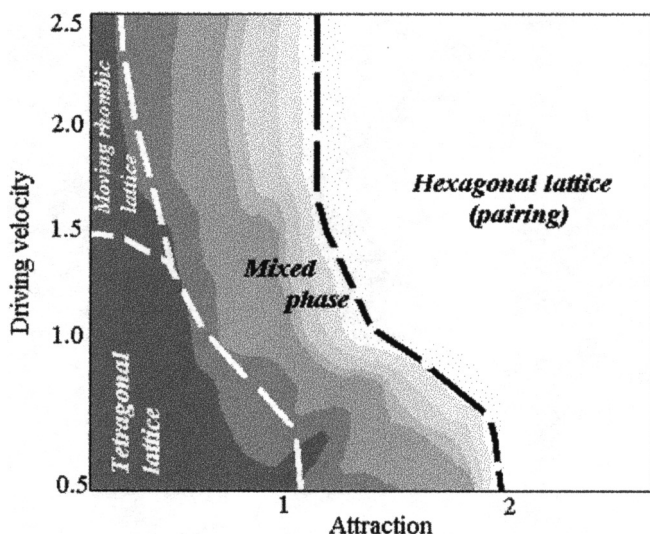 2.5
2.0
1.5
1.0
0.5
Driving velocity
Moving rhombic
lattice
Tetragonal
lattice
Mixed
phase
Hexagonal lattice
(pairing)
1
2
Attraction